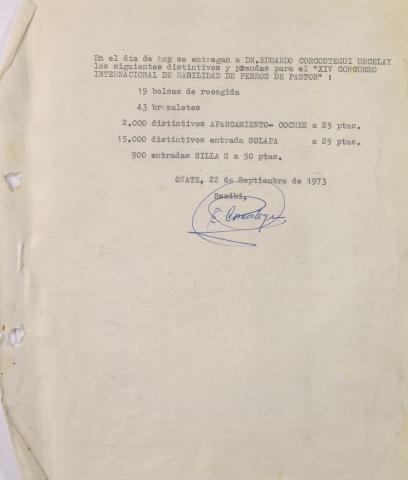 En el día de hoy se entregan a DN.EDUARDO CORCOSTEGUI URCELAY
los siguientes distintivos y prendas para el "XIV CONCURSO
INTERNACIONAL DE HABILIDAD DE PERROS DE PASTOR" :
19 bolsas de recogida
43 brazaletes
2.000 distintivos APARCAMIENTO- COCHES a 25 ptas.
15.000 distintivos entrada SOLAPA a 25 ptas.
900 entradas SILLA S a 50 ptas.
OÑATE, 22 de Septiembre de 1973
Recibí,
E Corcostegui